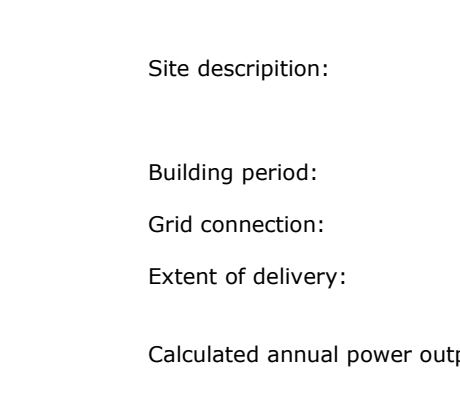 Site descripition:
Building period:
Grid connection:
Extent of delivery:
Calculated annual power outp